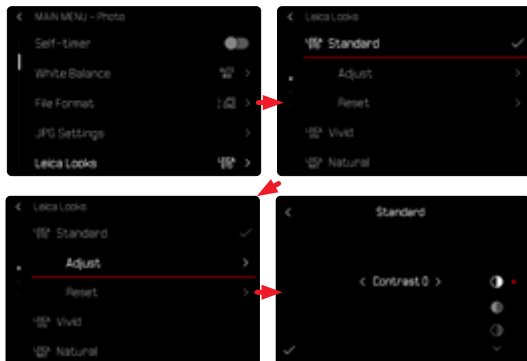 MAIN MENU - Photo
Self-timer
White Balance
File Format
JPG Settings
Leica Looks
Leica Looks
Standard
Adjust
Reset
Vivid
Natural
Leica Looks
Standard
Adjust
Reset
Vivid
Natural
Standard
Contrast 0